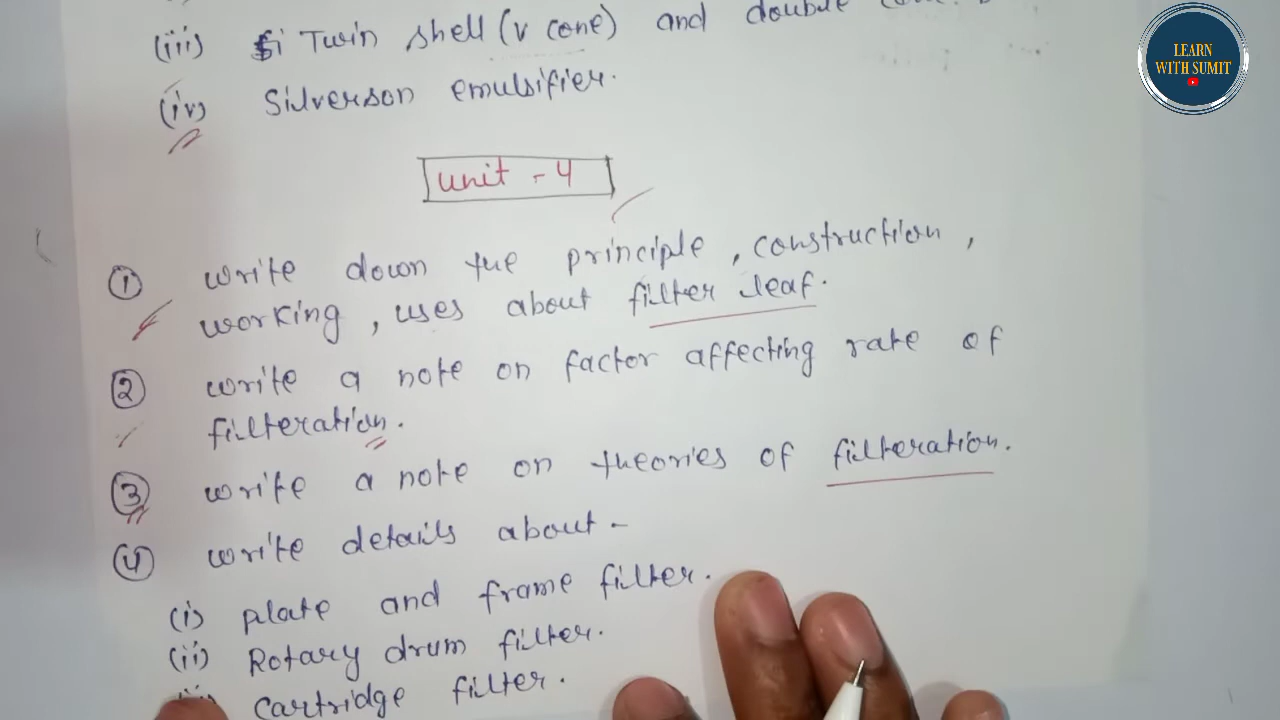 (iii) Twin shell (v cone) and double
(iv) Silverson emulsifier.
LEARN
WITH SUMIT
unit - 4
① write down the principle, construction,
working, uses about filter leaf.
② write a note on factor affecting rate of
filteration.
③ write a note on theories of filteration.
④ write details about -
(i) plate and frame filter.
(ii) Rotary drum filter.
cartridge filter.